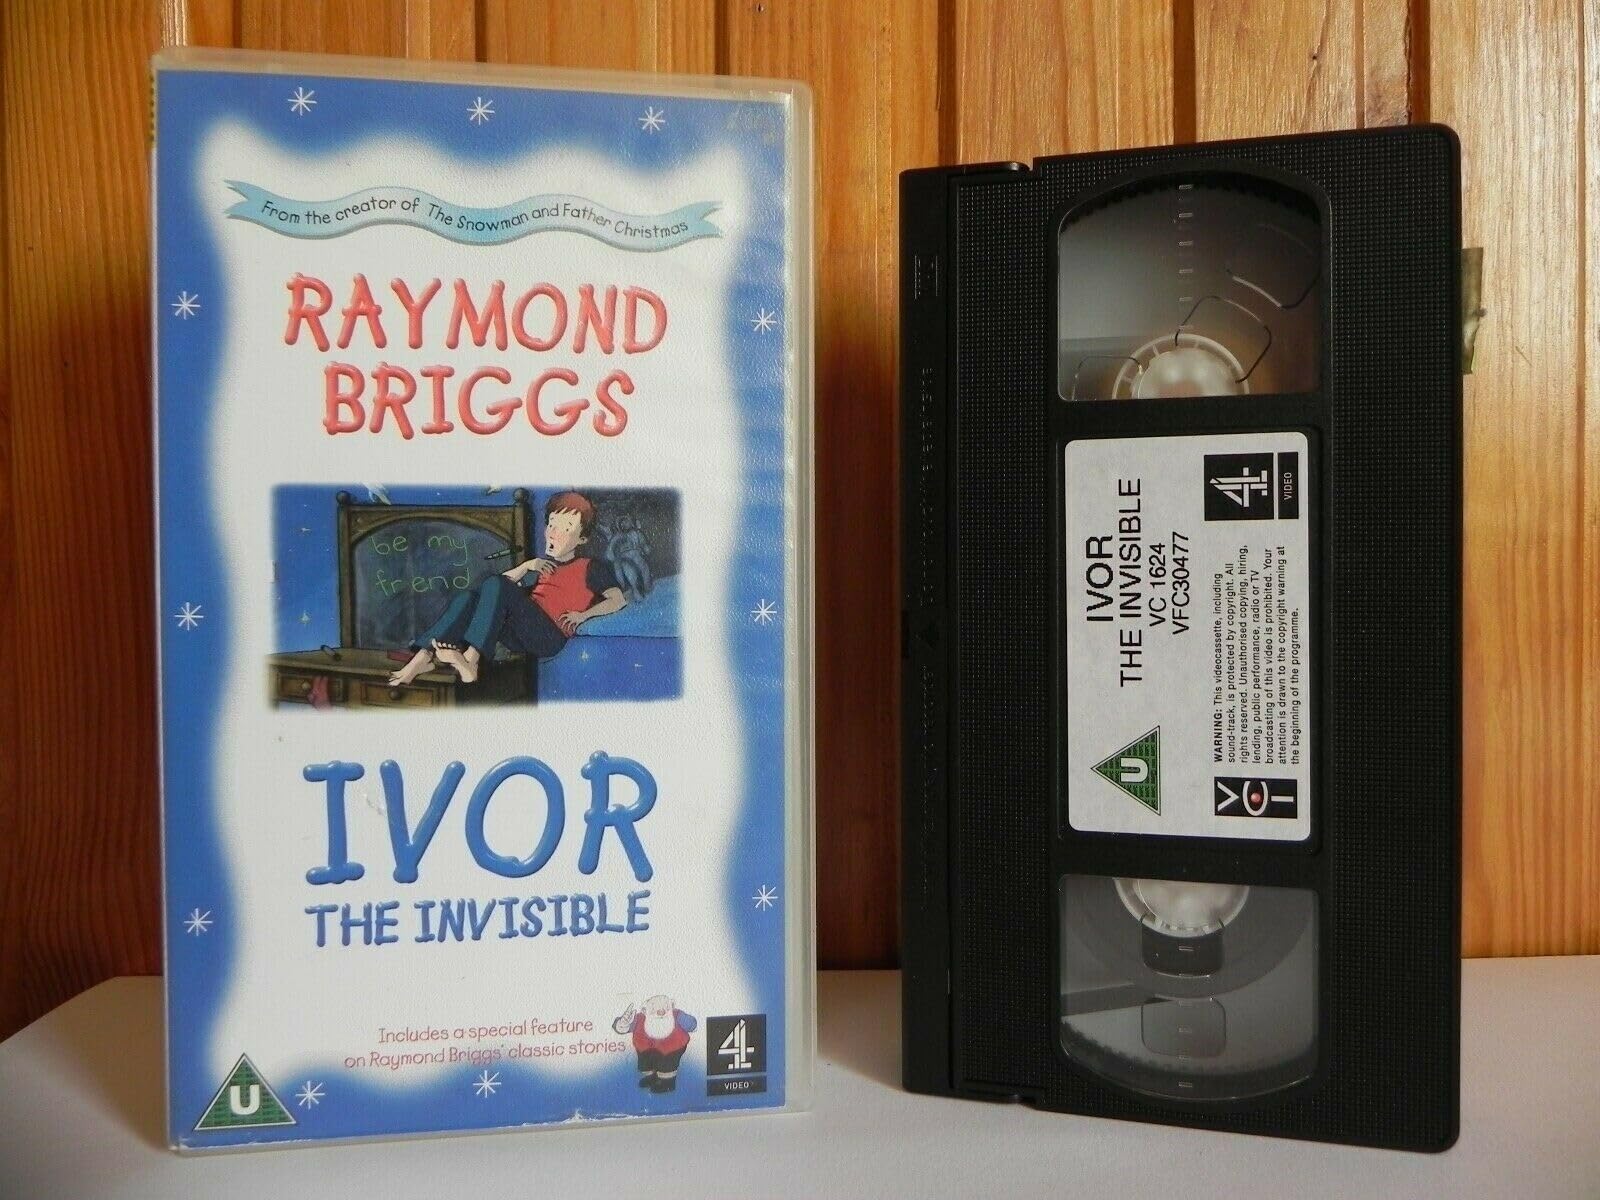 From the creator of The Snowman and Father Christmas
RAYMOND
BRIGGS
be my
friend
IVOR
THE INVISIBLE
Includes a special feature
on Raymond Briggs' classic stories
U
4
VIDEO
IVOR
THE INVISIBLE
VC 1624
VFC30477
4
VIDEO
U
WARNING: This videocassette, including
sound-track, is protected by copyright. All
rights reserved. Unauthorised copying, hiring,
lending, public performance, radio or TV
broadcasting of this video is prohibited. Your
attention is drawn to the copyright warning at
the beginning of the programme.
VCI
VHS